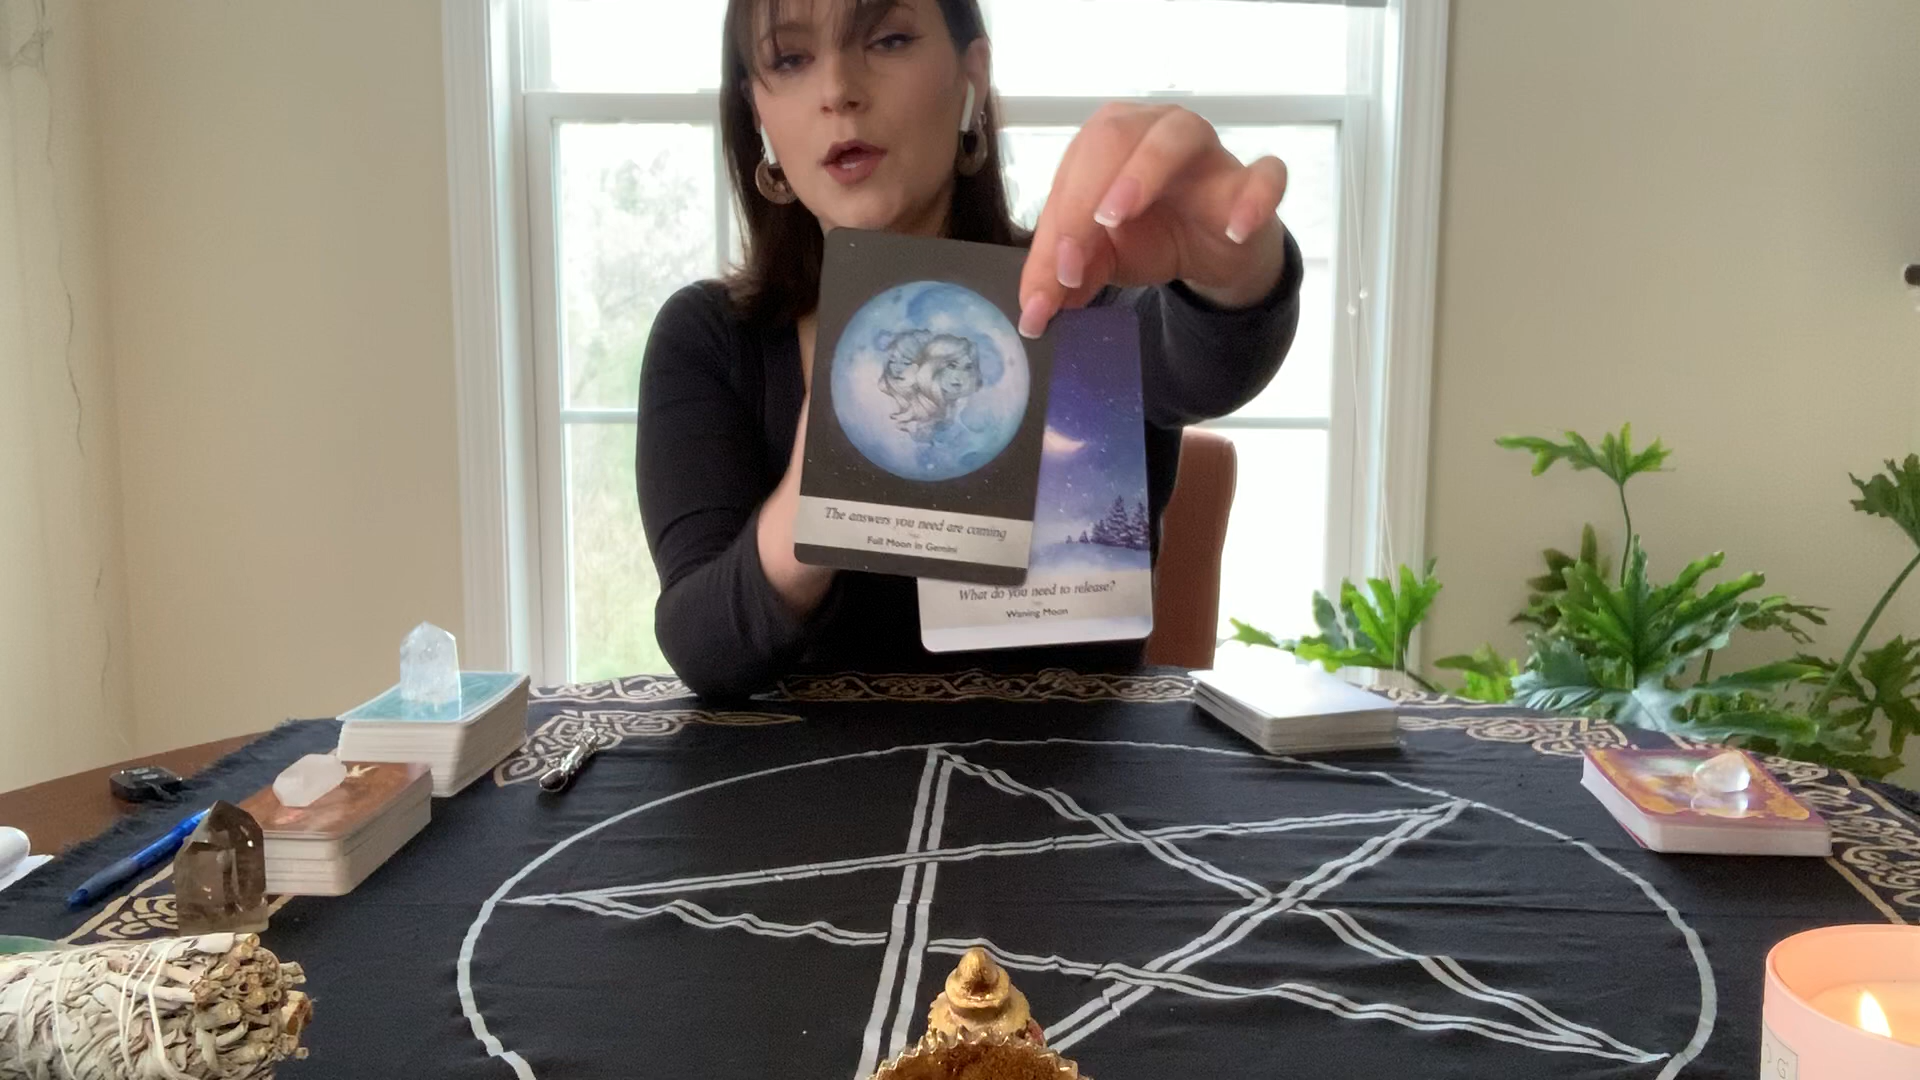 The answers you need are coming
Full Moon in Gemini
What do you need to release?
Waning Moon